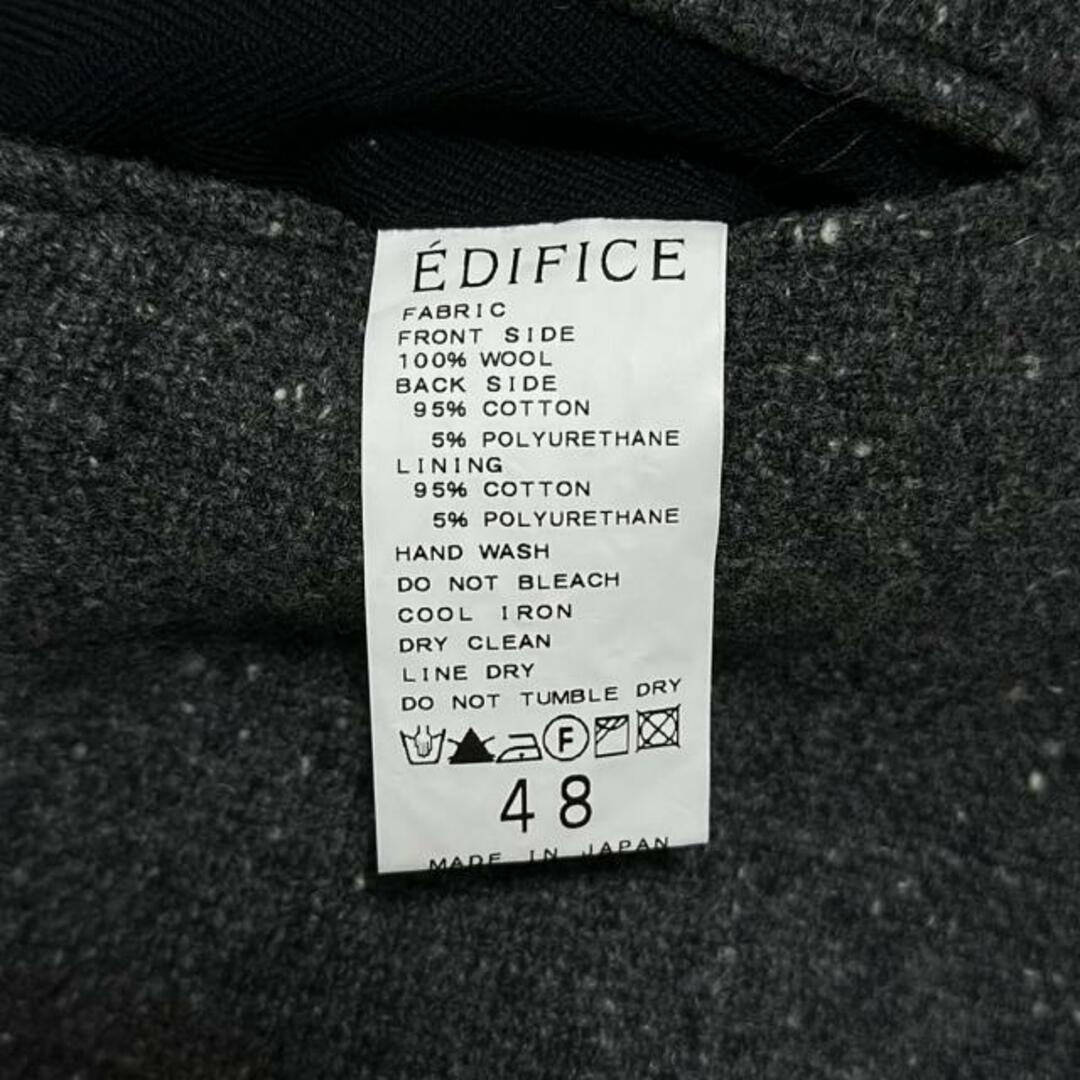 ÉDIFICE
FABRIC
FRONT SIDE
100% WOOL
BACK SIDE
95% COTTON
5% POLYURETHANE
LINING
95% COTTON
5% POLYURETHANE
HAND WASH
DO NOT BLEACH
COOL IRON
DRY CLEAN
LINE DRY
DO NOT TUMBLE DRY
F
48
MADE IN JAPAN